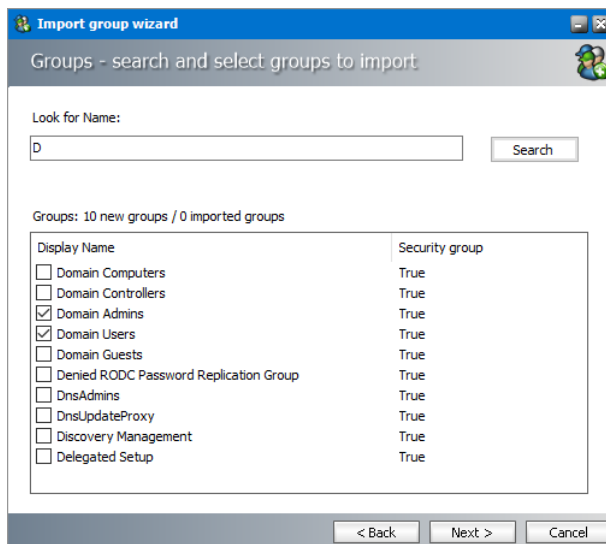 Import group wizard
Groups - search and select groups to import
Look for Name:
D
Search
Groups: 10 new groups / 0 imported groups
Display Name Security group
Domain Computers True
Domain Controllers True
Domain Admins True
Domain Users True
Domain Guests True
Denied RODC Password Replication Group True
DnsAdmins True
DnsUpdateProxy True
Discovery Management True
Delegated Setup True
< Back Next > Cancel